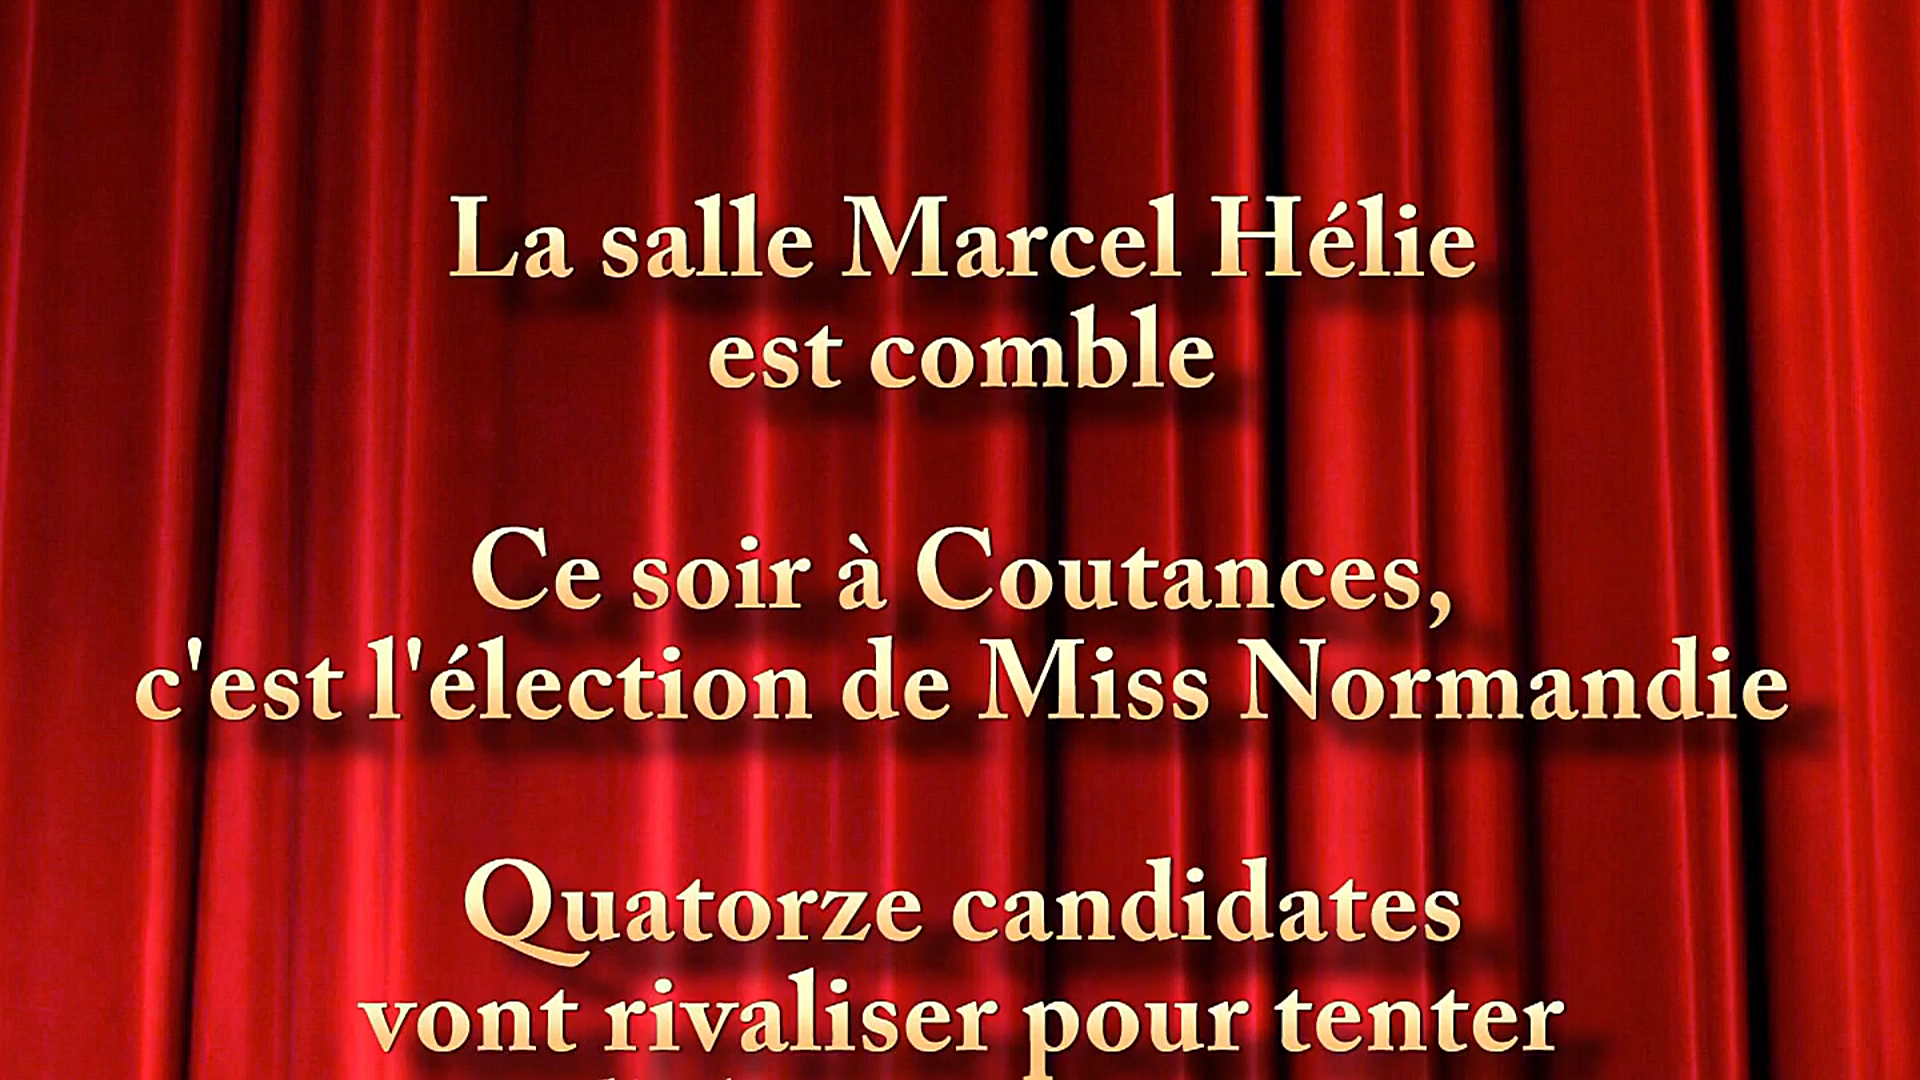 La salle Marcel Hélie
est comble
Ce soir à Coutances,
c'est l'élection de Miss Normandie
Quatorze candidates
vont rivaliser pour tenter